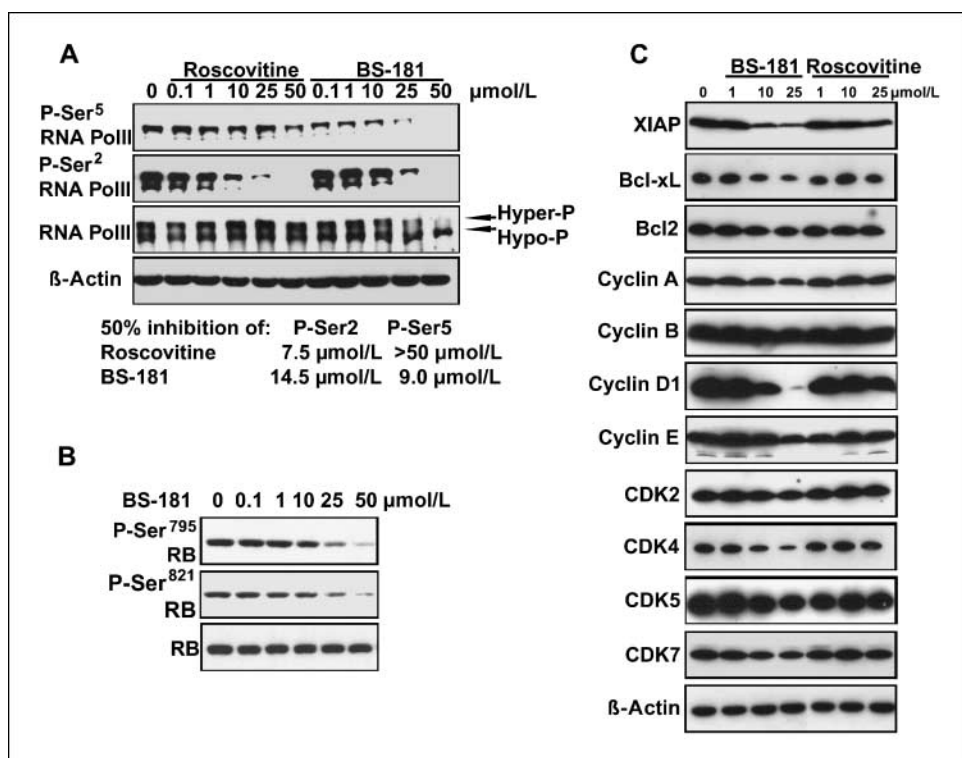 A
Roscovitine BS-181
0 0.1 1 10 25 50 0.1 1 10 25 50 µmol/L
P-Ser5
RNA PolII
P-Ser2
RNA PolII
RNA PolII
Hyper-P
Hypo-P
ß-Actin
50% inhibition of: P-Ser2 P-Ser5
Roscovitine 7.5 µmol/L >50 µmol/L
BS-181 14.5 µmol/L 9.0 µmol/L
B
BS-181 0 0.1 1 10 25 50 µmol/L
P-Ser795
RB
P-Ser821
RB
RB
C
BS-181 Roscovitine
0 1 10 25 1 10 25 µmol/L
XIAP
Bcl-xL
Bcl2
Cyclin A
Cyclin B
Cyclin D1
Cyclin E
CDK2
CDK4
CDK5
CDK7
ß-Actin